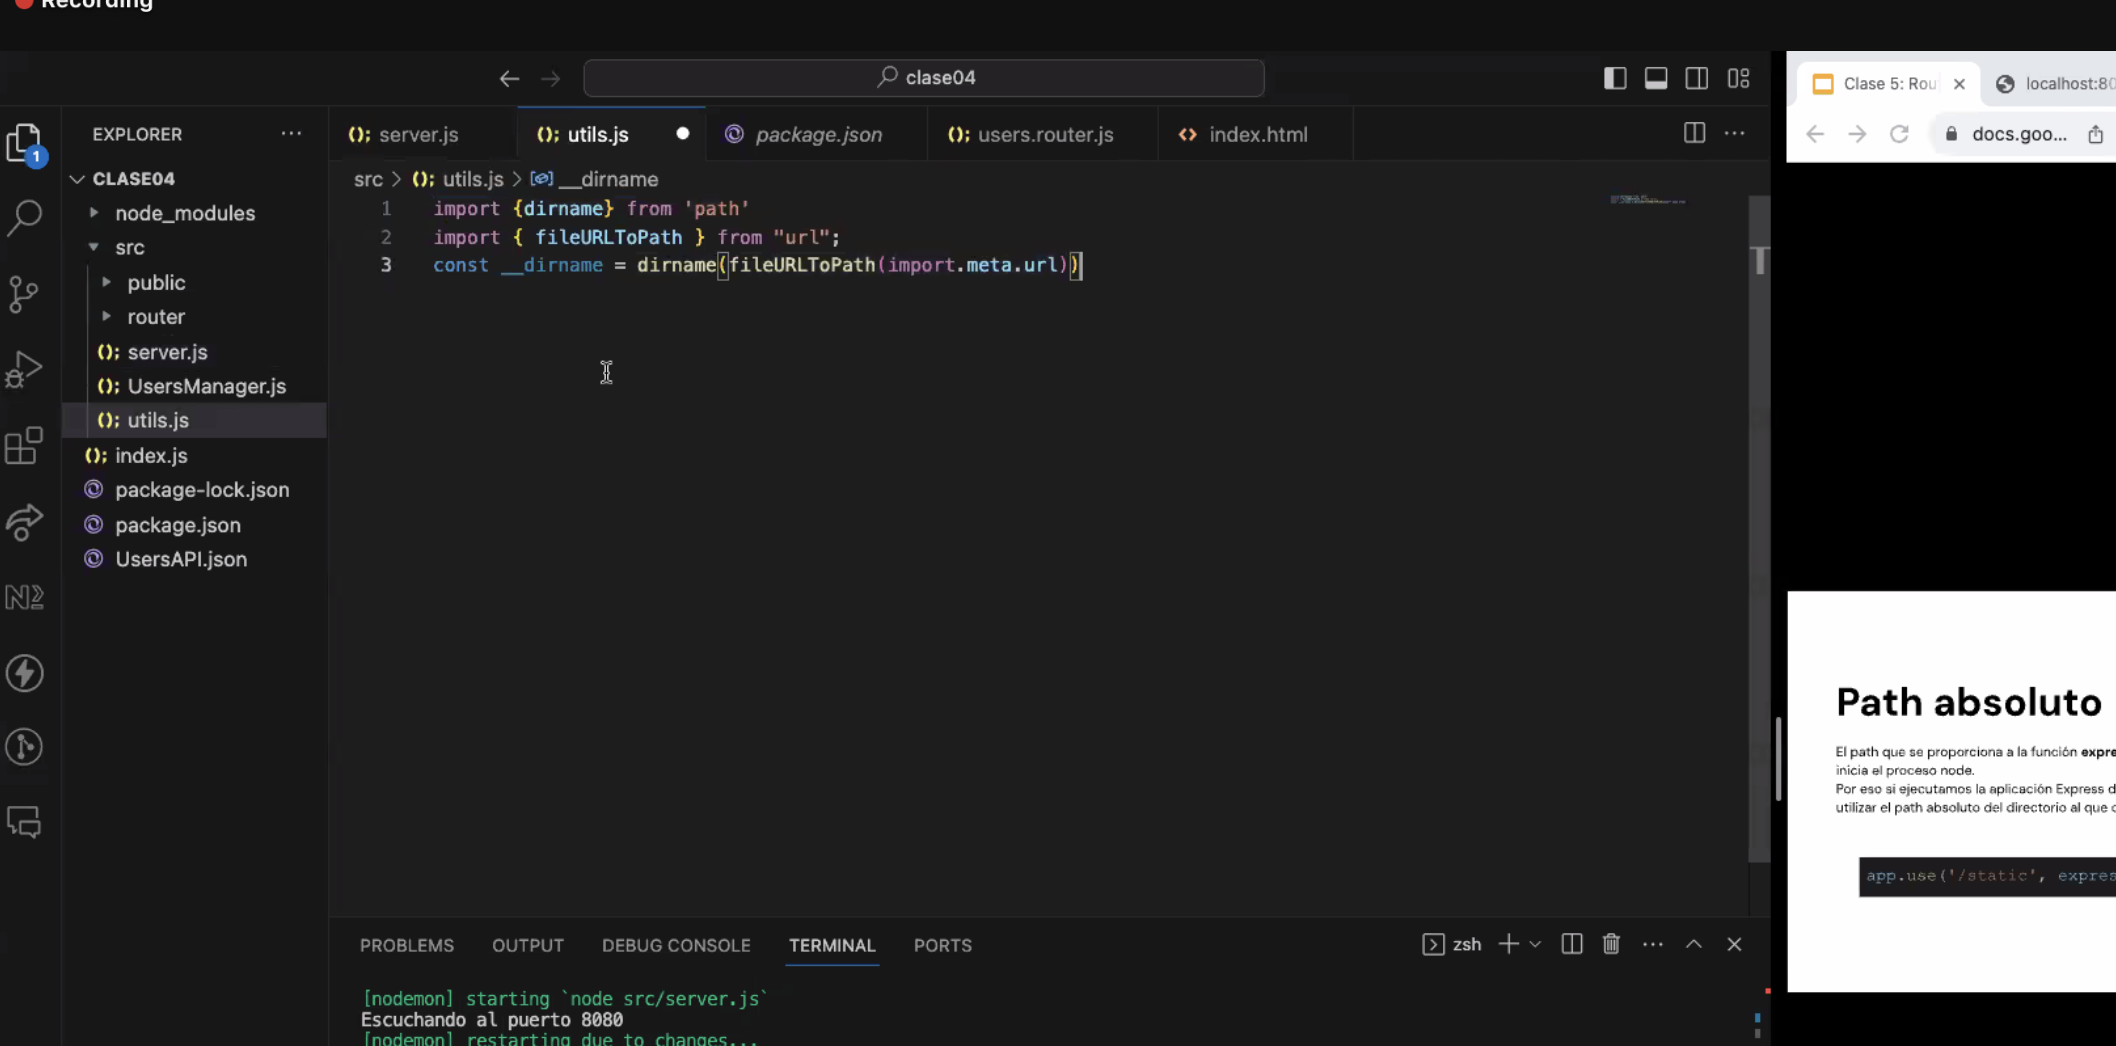 Recording
clase04
Clase 5: Rou
localhost:80
docs.goo...
EXPLORER
server.js
utils.js
package.json
users.router.js
index.html
src > utils.js > __dirname
CLASE04
node_modules
src
public
router
server.js
UsersManager.js
utils.js
index.js
package-lock.json
package.json
UsersAPI.json
1
1 import {dirname} from 'path'
2 import { fileURLToPath } from "url";
3 const __dirname = dirname(fileURLToPath(import.meta.url))
Path absoluto
El path que se proporciona a la función expre
inicia el proceso node.
Por eso si ejecutamos la aplicación Express d
utilizar el path absoluto del directorio al que
app.use('/static', expres
PROBLEMS OUTPUT DEBUG CONSOLE TERMINAL PORTS
zsh
[nodemon] starting `node src/server.js`
Escuchando al puerto 8080
[nodemon] restarting due to changes...